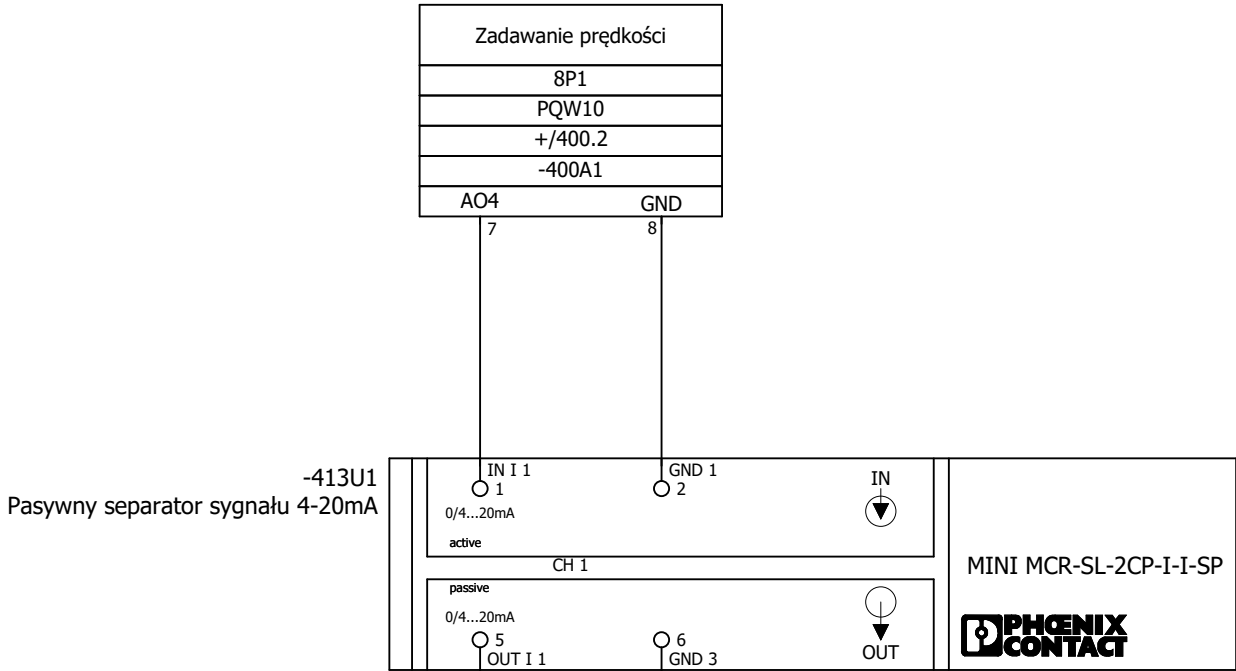 Zadawanie prędkości
8P1
PQW10
+/400.2
-400A1
AO4 GND
7 8
-413U1
Pasywny separator sygnału 4-20mA
IN I 1 GND 1 IN
1 2
0/4...20mA
active
CH 1
MINI MCR-SL-2CP-I-I-SP
passive
0/4...20mA
PHŒNIX
CONTACT
5 6
OUT I 1 GND 3 OUT